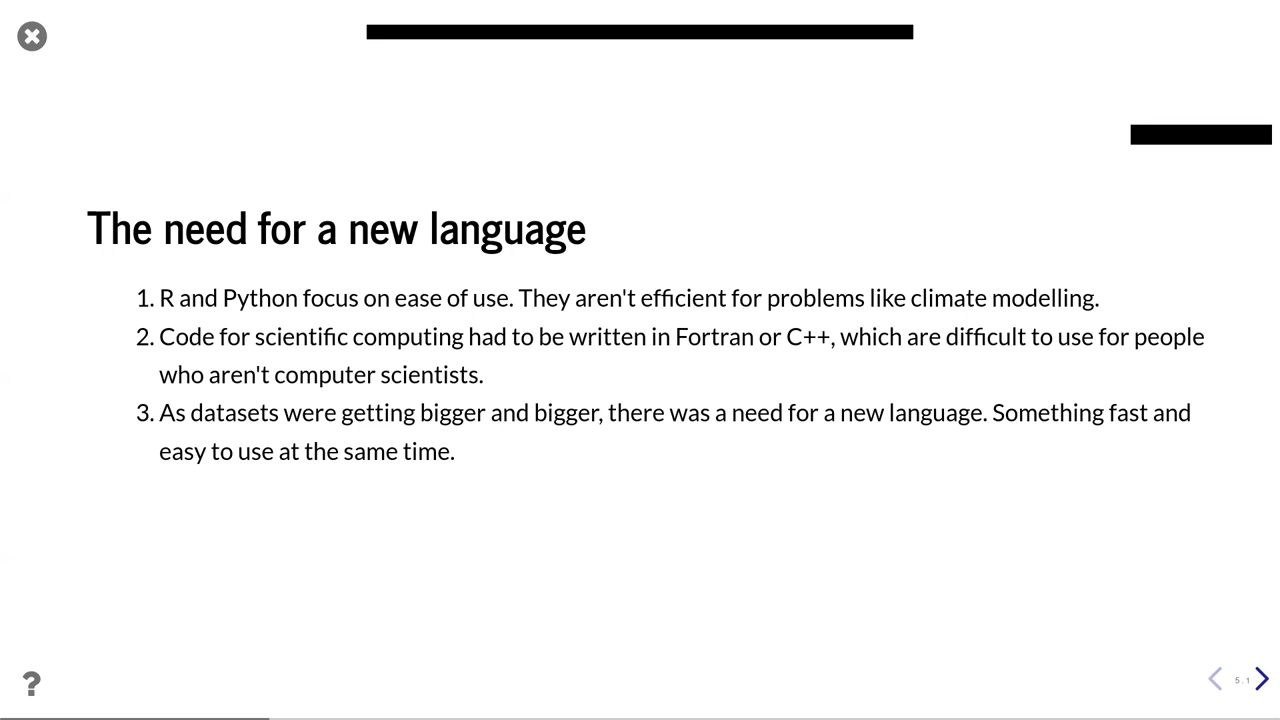 The need for a new language
1. R and Python focus on ease of use. They aren't efficient for problems like climate modelling.
2. Code for scientific computing had to be written in Fortran or C++, which are difficult to use for people
who aren't computer scientists.
3. As datasets were getting bigger and bigger, there was a need for a new language. Something fast and
easy to use at the same time.
?
5.1